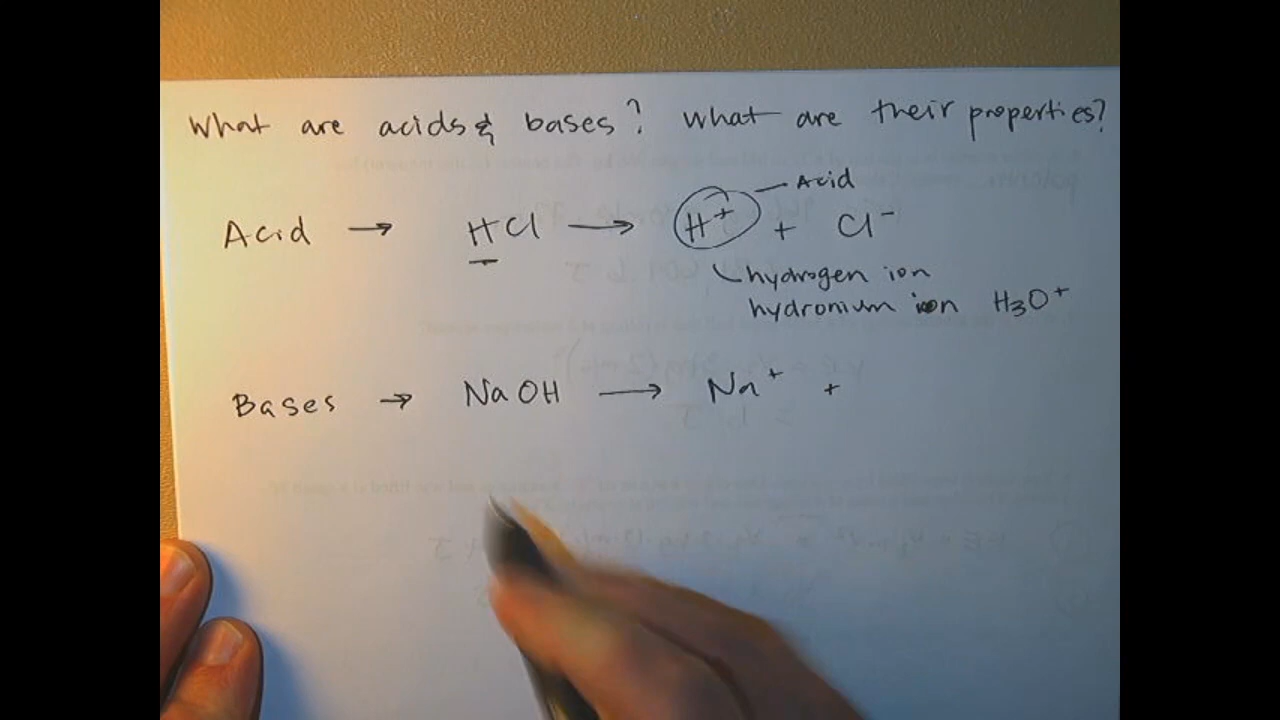 What are acids & bases? What are their properties?
Acid
Acid → HCl → H⁺ + Cl⁻
hydrogen ion
hydronium ion H₃O⁺
Bases → NaOH → Na⁺ +